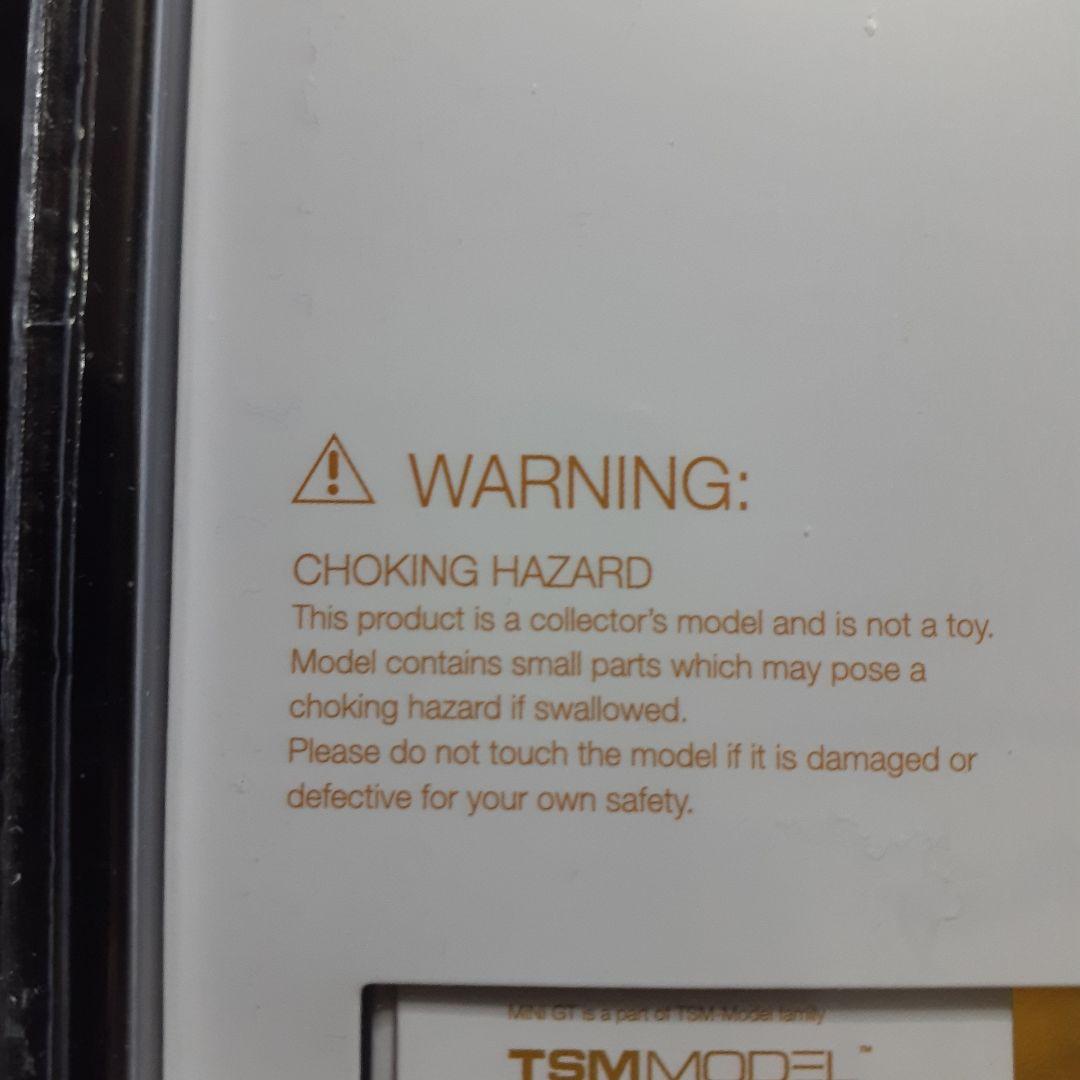 WARNING:
CHOKING HAZARD
This product is a collector's model and is not a toy.
Model contains small parts which may pose a
choking hazard if swallowed.
Please do not touch the model if it is damaged or
defective for your own safety.
MINI GT is a part of TSM-Model family
TSMMODEL™